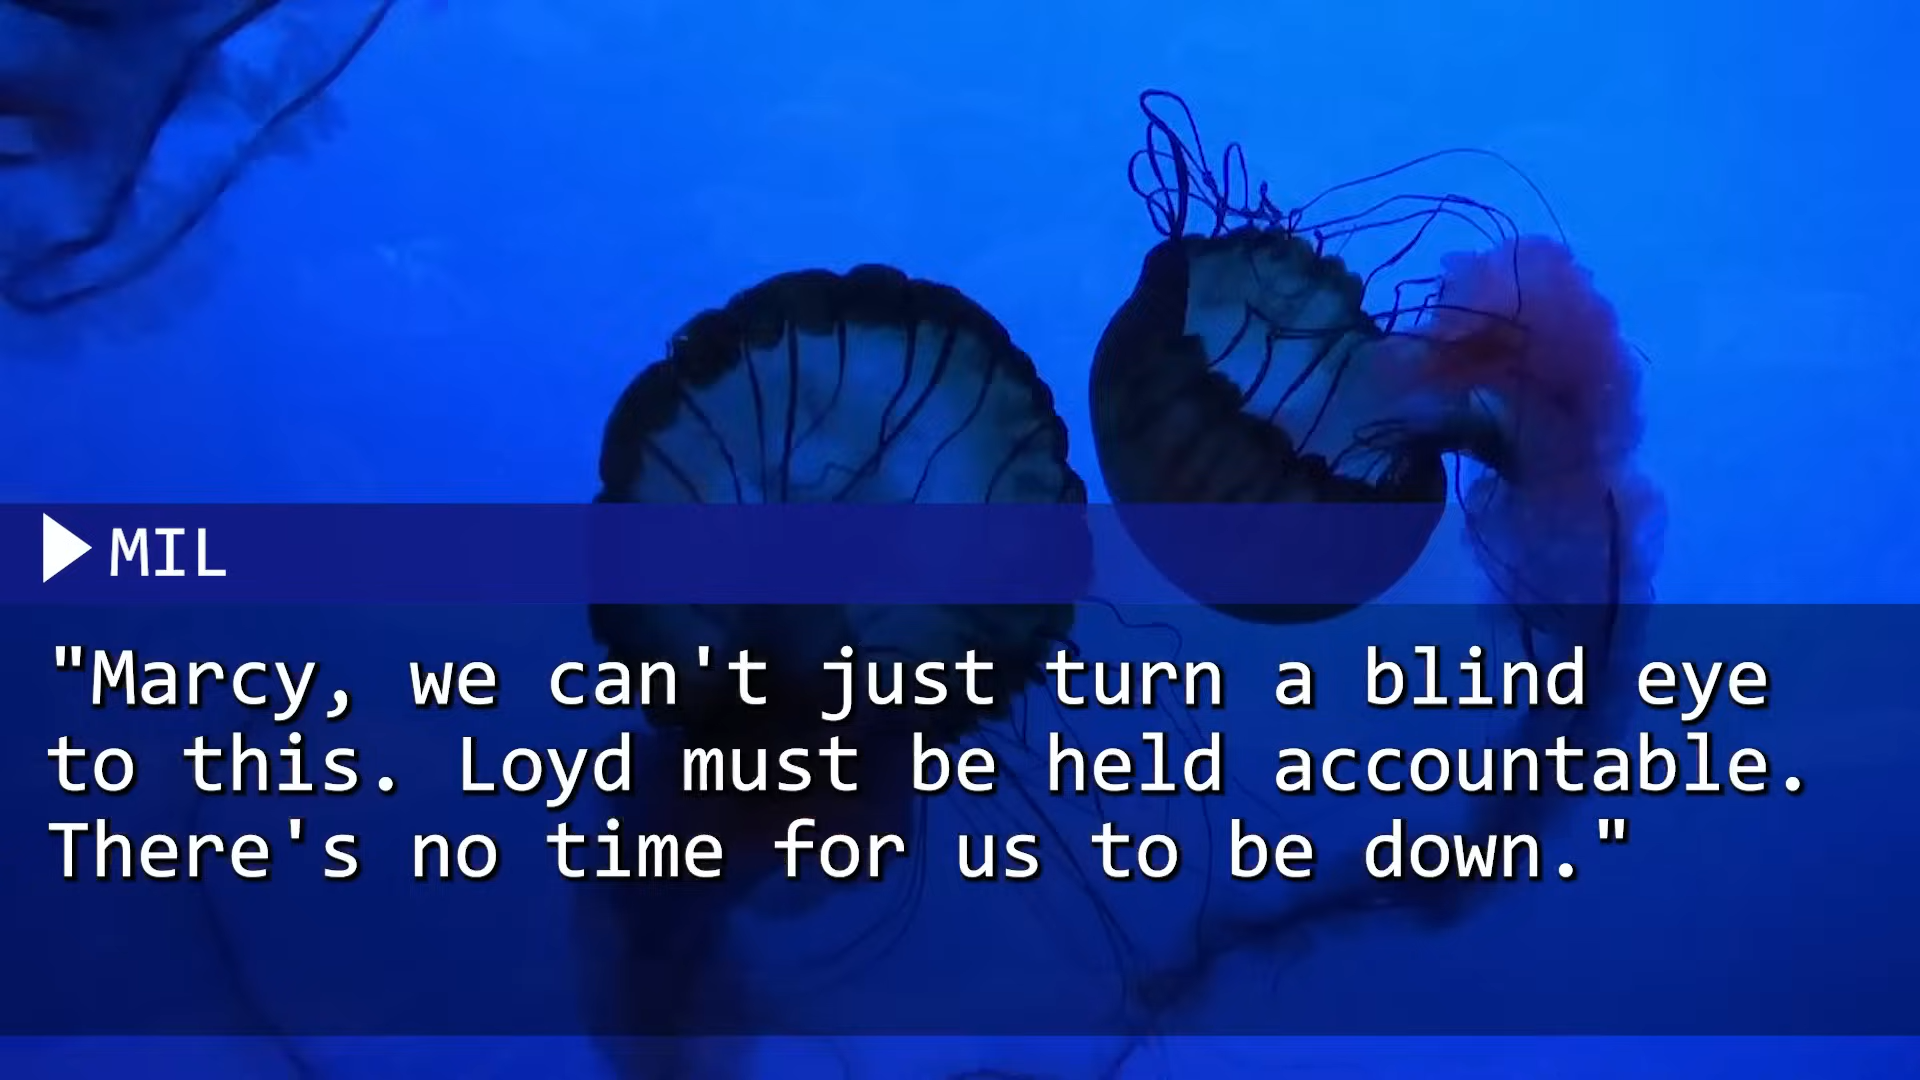 MIL
"Marcy, we can't just turn a blind eye
to this. Loyd must be held accountable.
There's no time for us to be down."